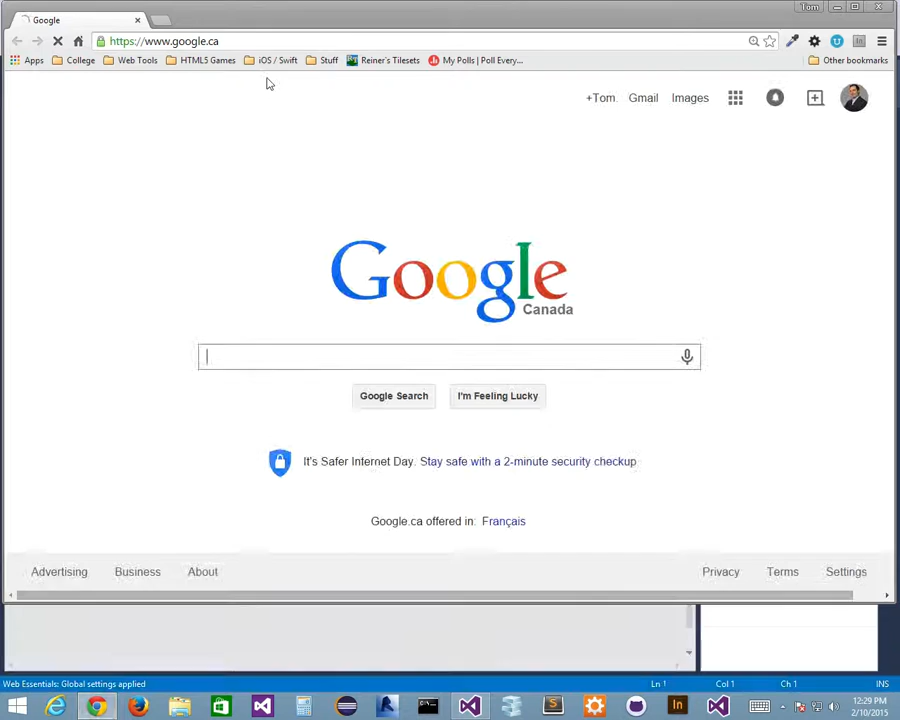 Tom
Google
https://www.google.ca
Apps College Web Tools HTML5 Games iOS / Swift Stuff Reiner's Tilesets My Polls | Poll Every... Other bookmarks
+Tom Gmail Images
Google
Canada
Google Search I'm Feeling Lucky
It's Safer Internet Day. Stay safe with a 2-minute security checkup
Google.ca offered in: Français
Advertising Business About Privacy Terms Settings
Web Essentials: Global settings applied Ln 1 Col 1 Ch 1 INS
S In
12:29 PM
2/10/2015